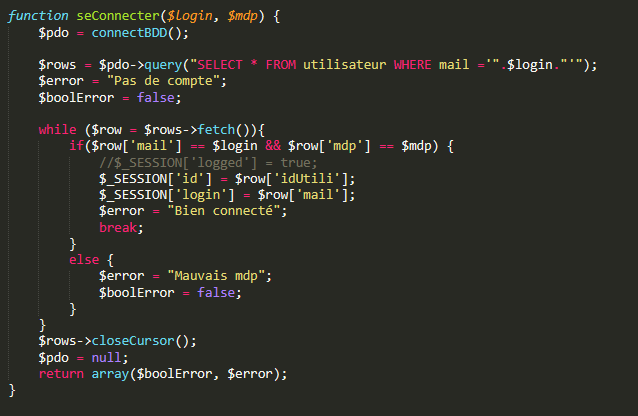 function seConnecter($login, $mdp) {
$pdo = connectBDD();
$rows = $pdo->query("SELECT * FROM utilisateur WHERE mail ='".$login."'");
$error = "Pas de compte";
$boolError = false;
while ($row = $rows->fetch()){
if($row['mail'] == $login && $row['mdp'] == $mdp) {
//$_SESSION['logged'] = true;
$_SESSION['id'] = $row['idUtili'];
$_SESSION['login'] = $row['mail'];
$error = "Bien connecté";
break;
}
else {
$error = "Mauvais mdp";
$boolError = false;
}
}
$rows->closeCursor();
$pdo = null;
return array($boolError, $error);
}